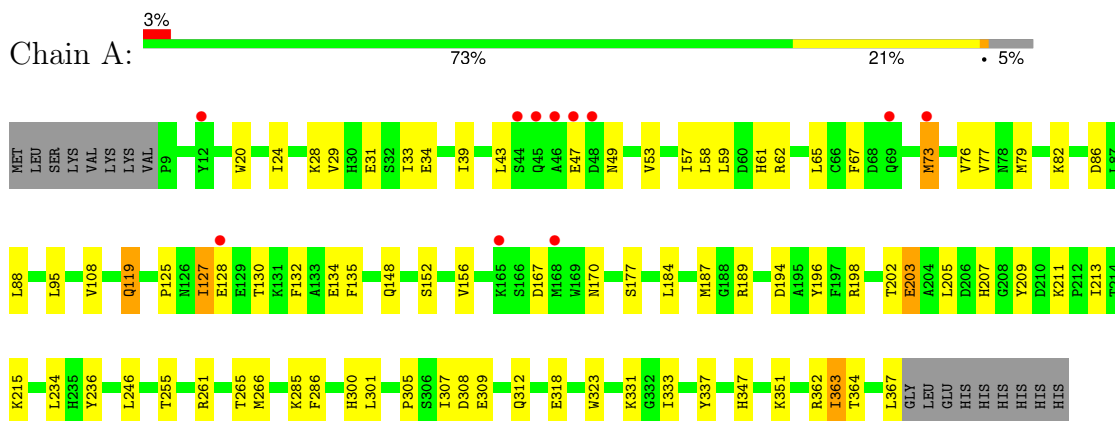 3%
Chain A:
73% 21% • 5%
MET LEU SER LYS VAL LYS LYS VAL P9 Y12 W20 I24 K28 V29 H30 E31 S32 I33 E34 I39 L43 S44 Q45 A46 E47 D48 N49 V53 I57 L58 L59 D60 H61 R62 L65 C66 F67 D68 Q69 M73 V76 V77 N78 M79 K82 D86 L87
L88 L95 V108 Q119 P125 N126 I127 E128 E129 T130 K131 F132 A133 E134 F135 Q148 S152 V156 K165 S166 D167 M168 W169 N170 S177 L184 M187 G188 R189 D194 A195 Y196 F197 R198 T202 E203 A204 L205 D206 H207 G208 Y209 D210 K211 P212 I213 T214
K215 L234 H235 Y236 L246 T255 R261 T265 M266 K285 F286 H300 L301 P305 S306 I307 D308 E309 Q312 E318 W323 K331 G332 I333 Y337 H347 K351 R362 I363 T364 L367 GLY LEU GLU HIS HIS HIS HIS HIS HIS